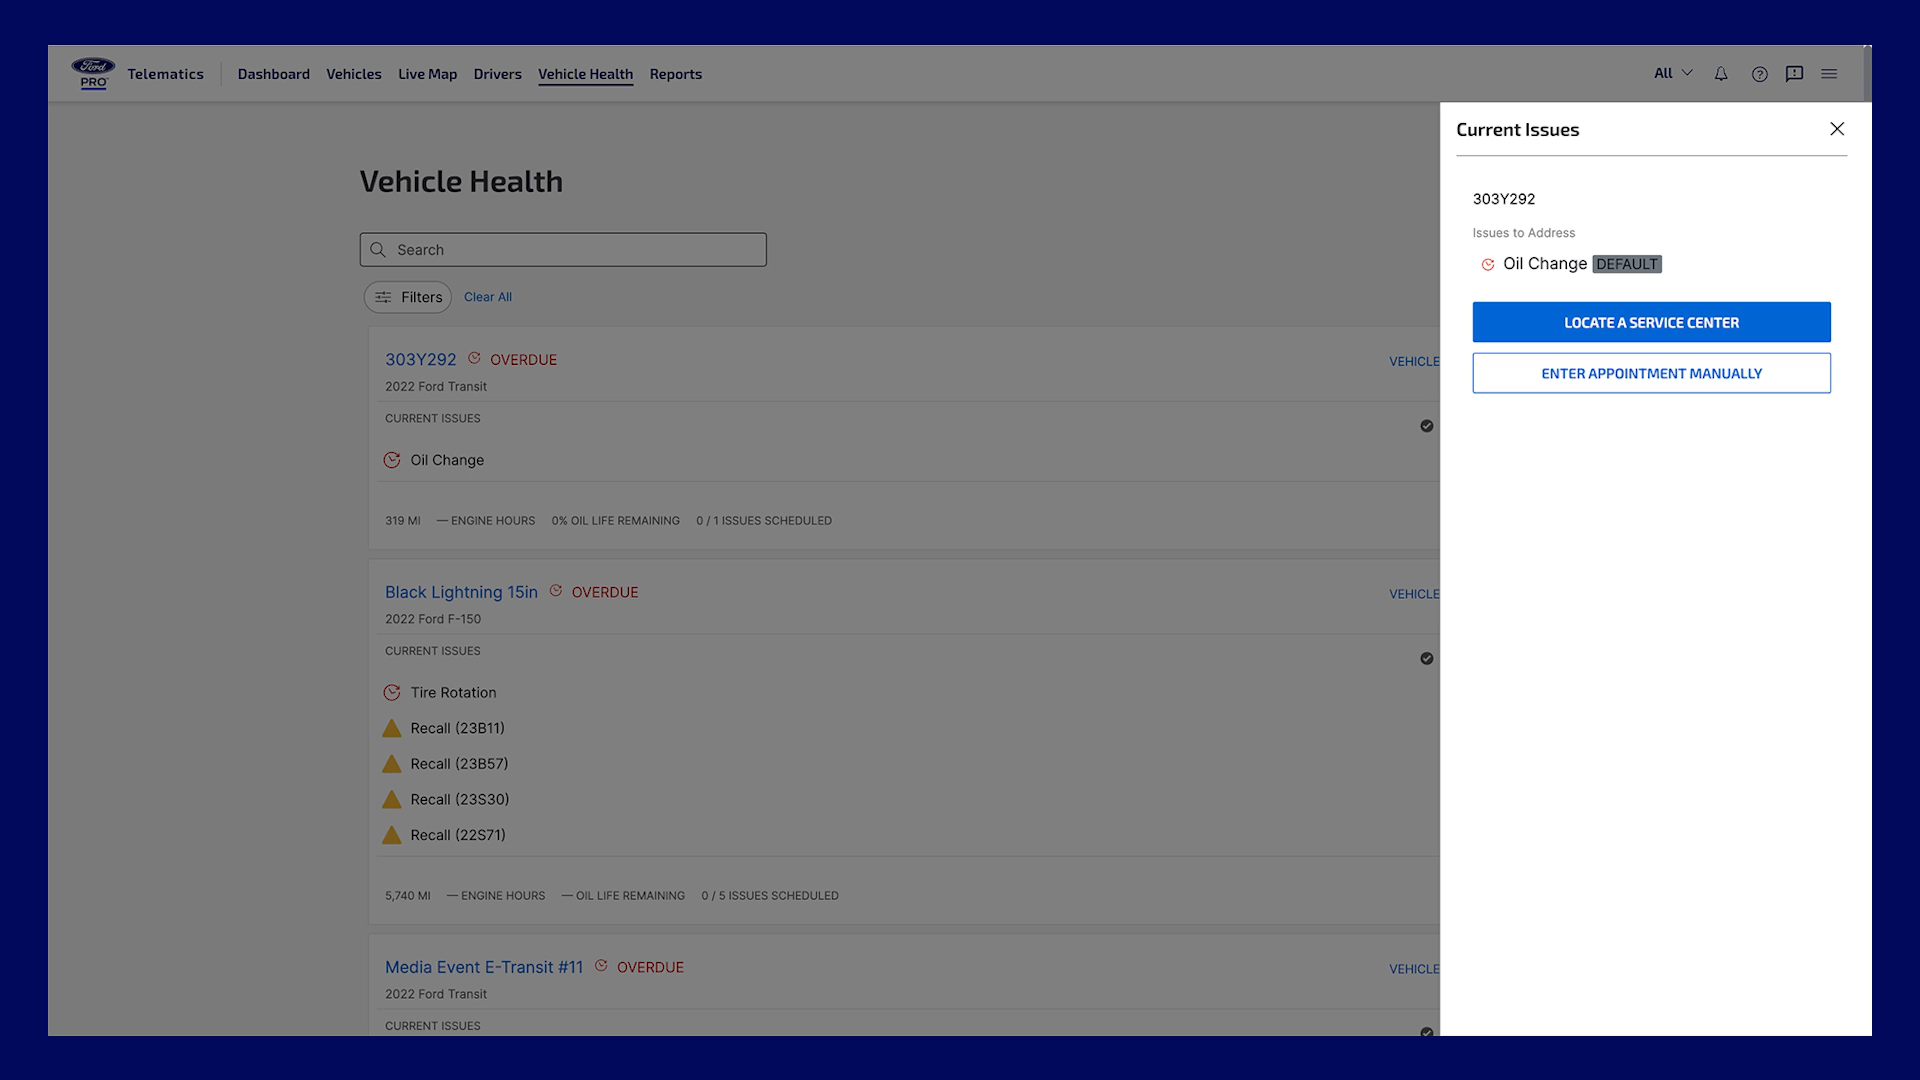 Ford
PRO
Telematics
Dashboard
Vehicles
Live Map
Drivers
Vehicle Health
Reports
All
Current Issues
303Y292
Issues to Address
Oil Change DEFAULT
LOCATE A SERVICE CENTER
ENTER APPOINTMENT MANUALLY
Vehicle Health
Search
Filters
Clear All
303Y292 OVERDUE
VEHICLE
2022 Ford Transit
CURRENT ISSUES
Oil Change
319 MI — ENGINE HOURS 0% OIL LIFE REMAINING 0 / 1 ISSUES SCHEDULED
Black Lightning 15in OVERDUE
VEHICLE
2022 Ford F-150
CURRENT ISSUES
Tire Rotation
Recall (23B11)
Recall (23B57)
Recall (23S30)
Recall (22S71)
5,740 MI — ENGINE HOURS — OIL LIFE REMAINING 0 / 5 ISSUES SCHEDULED
Media Event E-Transit #11 OVERDUE
VEHICLE
2022 Ford Transit
CURRENT ISSUES